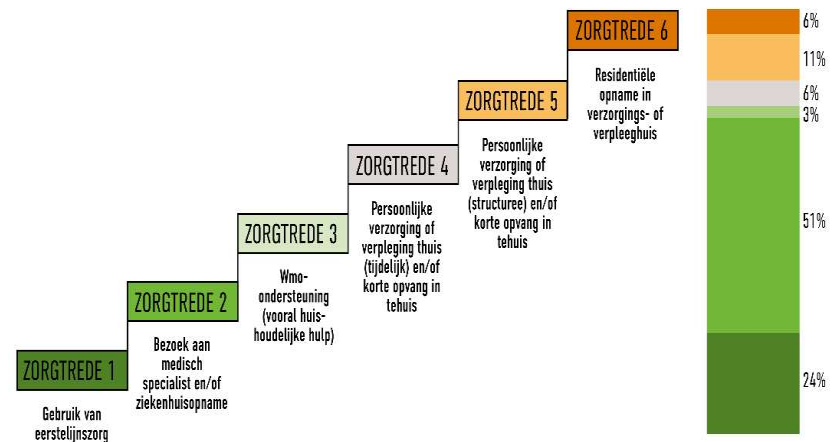 ZORGTREDE 1
Gebruik van
eerstelijnszorg
ZORGTREDE 2
Bezoek aan
medisch
specialist en/of
ziekenhuisopname
ZORGTREDE 3
Wmo-
ondersteuning
(vooral huis-
houdelijke hulp)
ZORGTREDE 4
Persoonlijke
verzorging of
verpleging thuis
(tijdelijk) en/of
korte opvang in
tehuis
ZORGTREDE 5
Persoonlijke
verzorging of
verpleging thuis
(structuree) en/of
korte opvang in
tehuis
ZORGTREDE 6
Residentiële
opname in
verzorgings- of
verpleeghuis
6%
11%
6%
3%
51%
24%